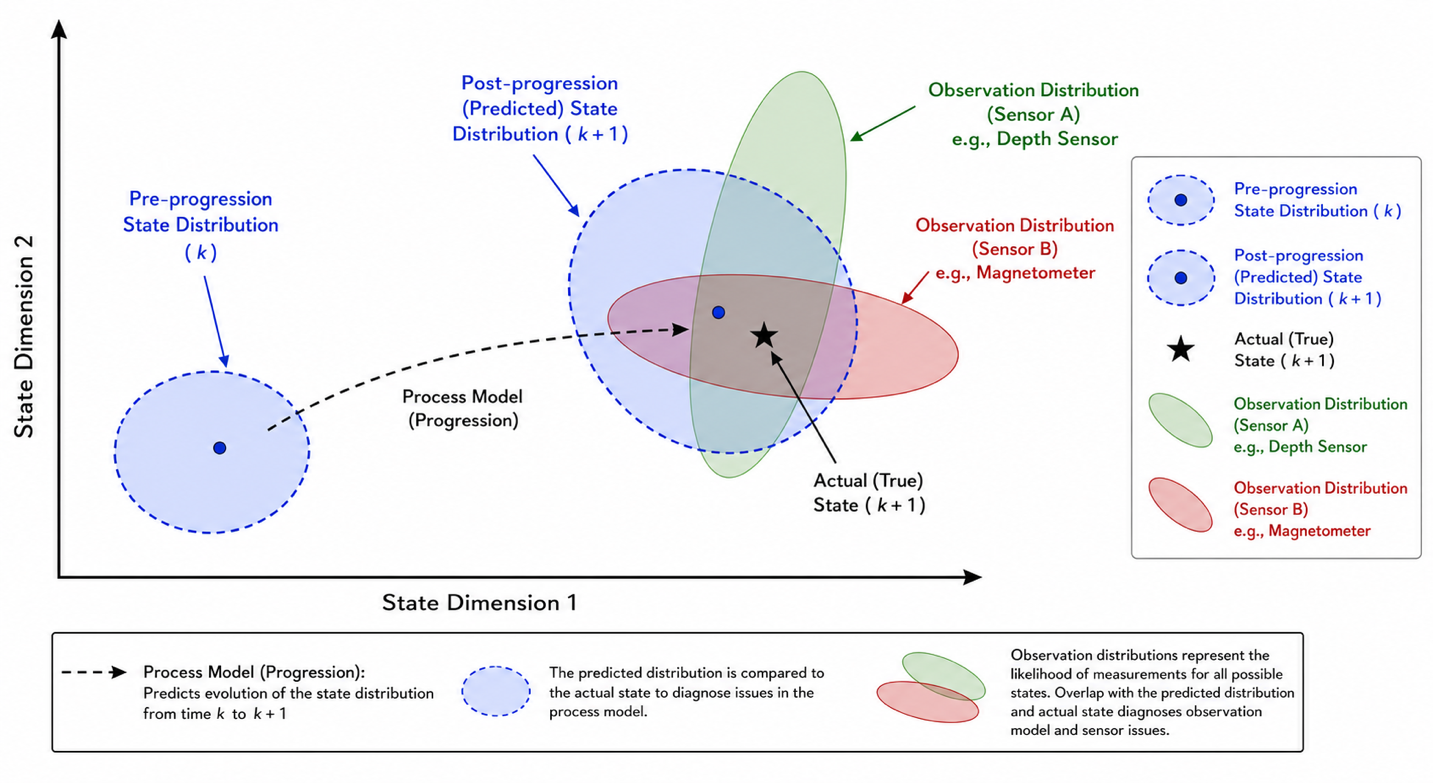 Post-progression
(Predicted) State
Distribution ( k + 1 )
Observation Distribution
(Sensor A)
e.g., Depth Sensor
Pre-progression
State Distribution
( k )
Observation Distribution
(Sensor B)
e.g., Magnetometer
Process Model
(Progression)
Actual (True)
State ( k + 1 )
State Dimension 2
State Dimension 1
Pre-progression
State Distribution ( k )
Post-progression
(Predicted) State
Distribution ( k + 1 )
Actual (True)
State ( k + 1 )
Observation Distribution
(Sensor A)
e.g., Depth Sensor
Observation Distribution
(Sensor B)
e.g., Magnetometer
Process Model (Progression):
Predicts evolution of the state distribution
from time k to k + 1
The predicted distribution is compared to
the actual state to diagnose issues in the
process model.
Observation distributions represent the
likelihood of measurements for all possible
states. Overlap with the predicted distribution
and actual state diagnoses observation
model and sensor issues.